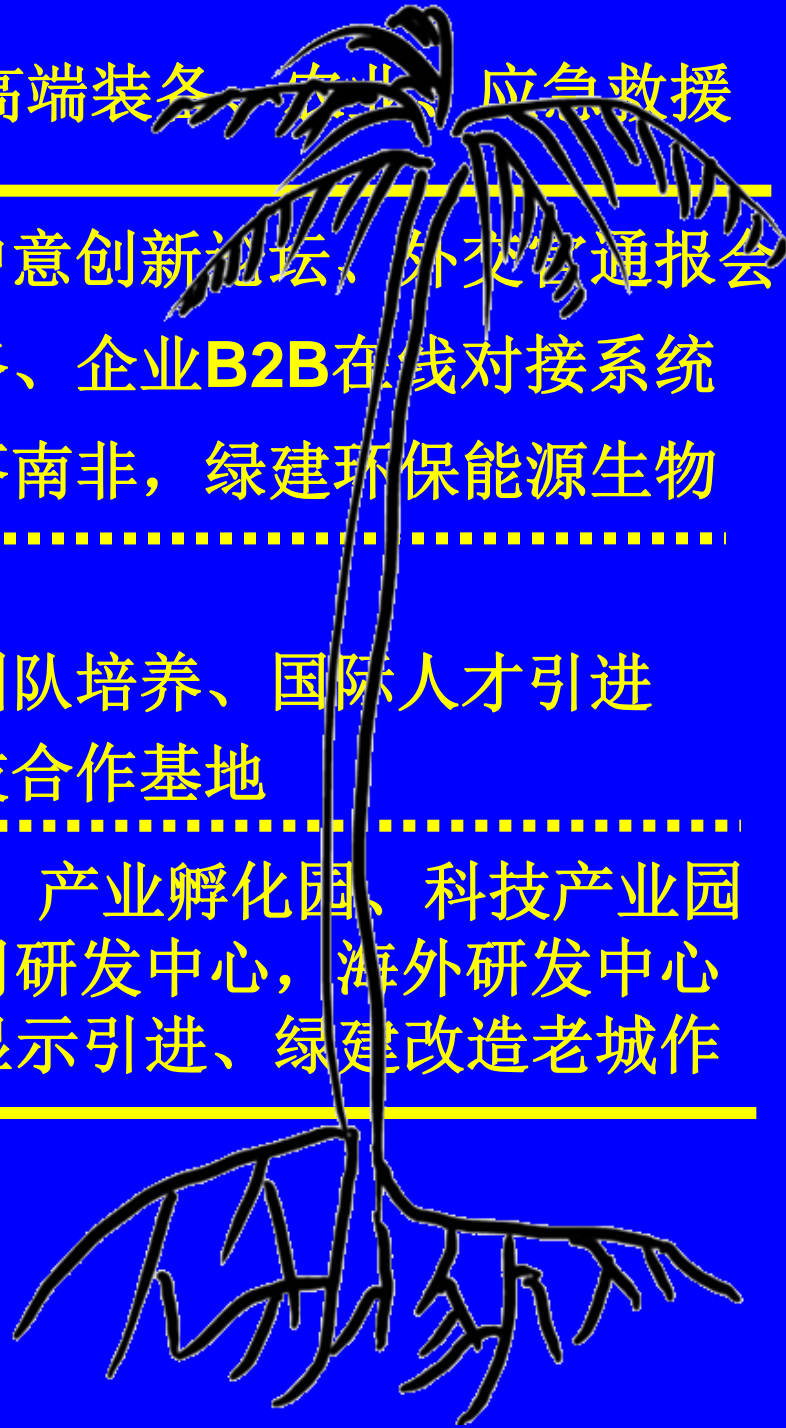 高端装备、农业、应急救援
中意创新论坛、外交官通报会
、企业B2B在线对接系统
南非，绿建环保能源生物
团队培养、国际人才引进
合作基地
产业孵化园、科技产业园
研发中心，海外研发中心
显示引进、绿建改造老城作